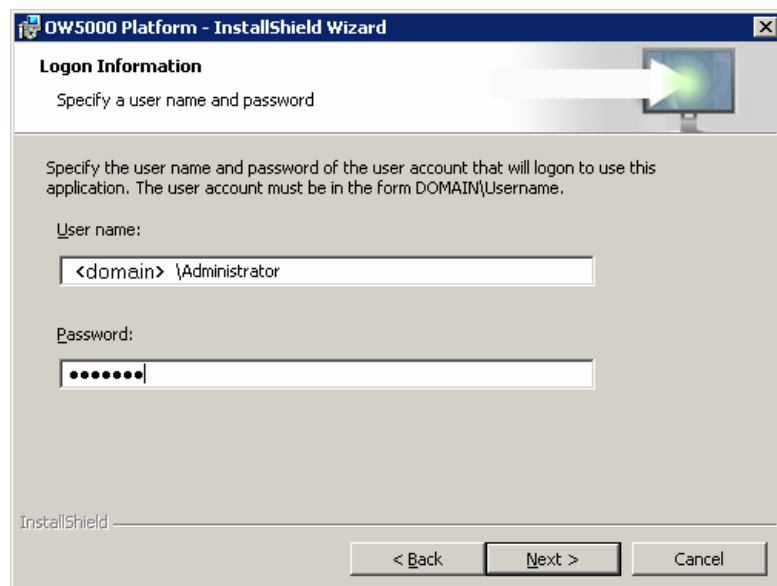 OW5000 Platform - InstallShield Wizard
Logon Information
Specify a user name and password
Specify the user name and password of the user account that will logon to use this
application. The user account must be in the form DOMAIN\Username.
User name:
<domain> \Administrator
Password:
•••••••
InstallShield
< Back Next > Cancel